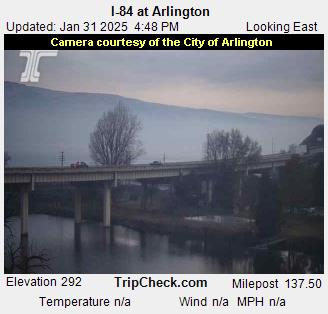 I-84 at Arlington
Updated: Jan 31 2025 4:48 PM Looking East
Camera courtesy of the City of Arlington
Elevation 292 TripCheck.com Milepost 137.50
Temperature n/a Wind n/a MPH n/a